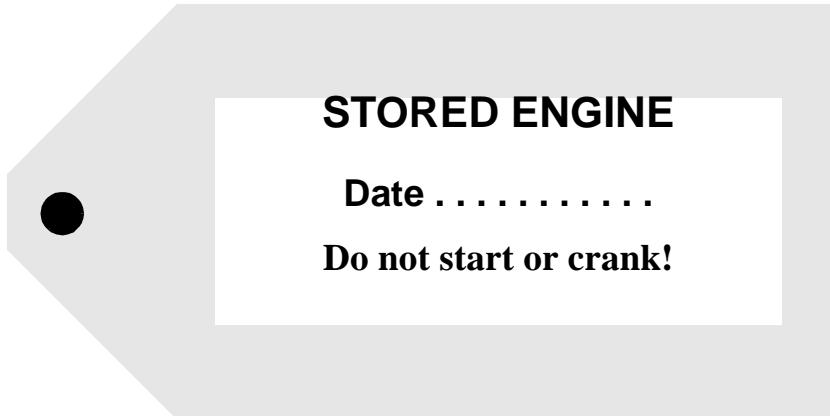 STORED ENGINE
Date . . . . . . . . . . .
Do not start or crank!